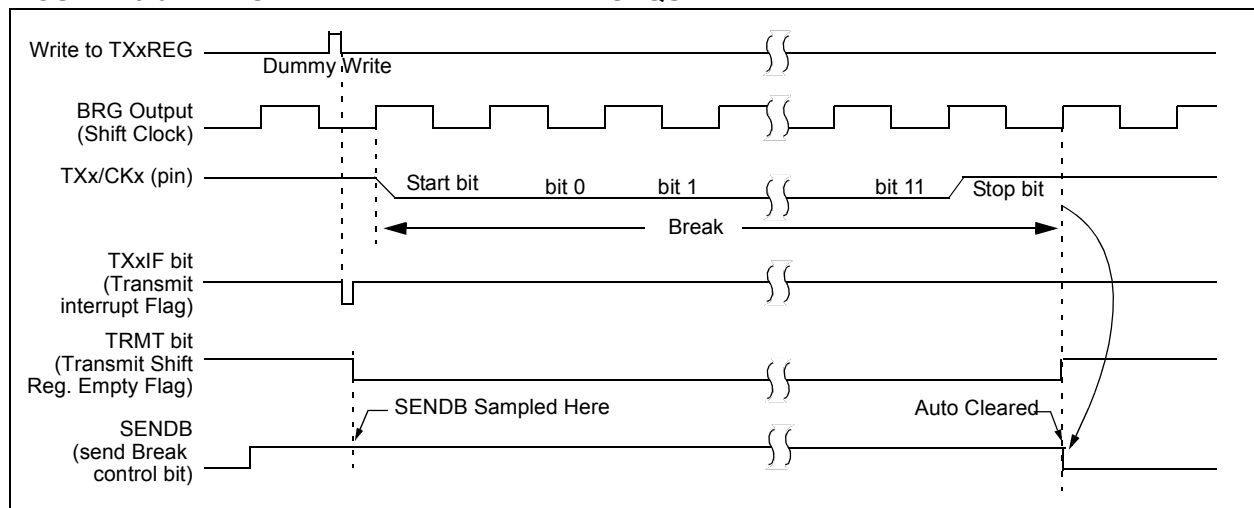 Write to TXxREG
Dummy Write
BRG Output
(Shift Clock)
TXx/CKx (pin)
Start bit
bit 0
bit 1
bit 11
Stop bit
Break
TXxIF bit
(Transmit
interrupt Flag)
TRMT bit
(Transmit Shift
Reg. Empty Flag)
SENDB Sampled Here
Auto Cleared
SENDB
(send Break
control bit)